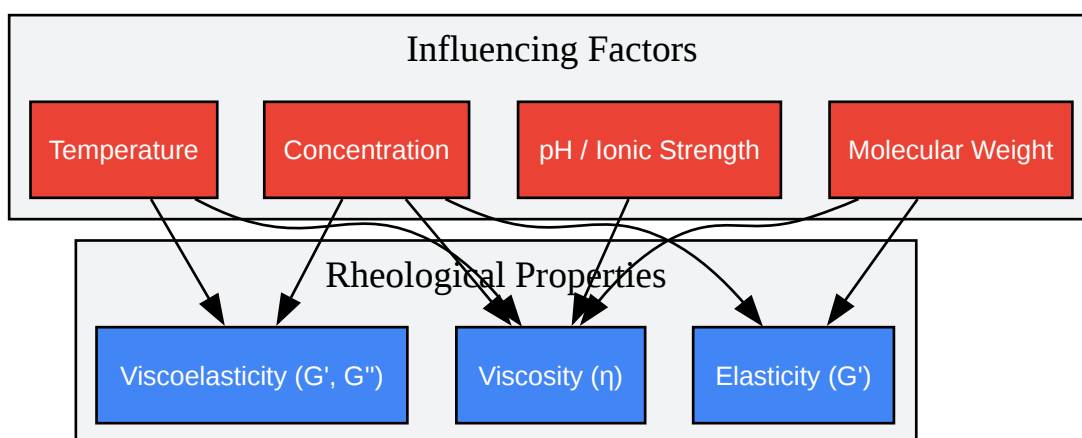 Influencing Factors
Temperature
Concentration
pH / Ionic Strength
Molecular Weight
Rheological Properties
Viscoelasticity (G', G'')
Viscosity (η)
Elasticity (G')